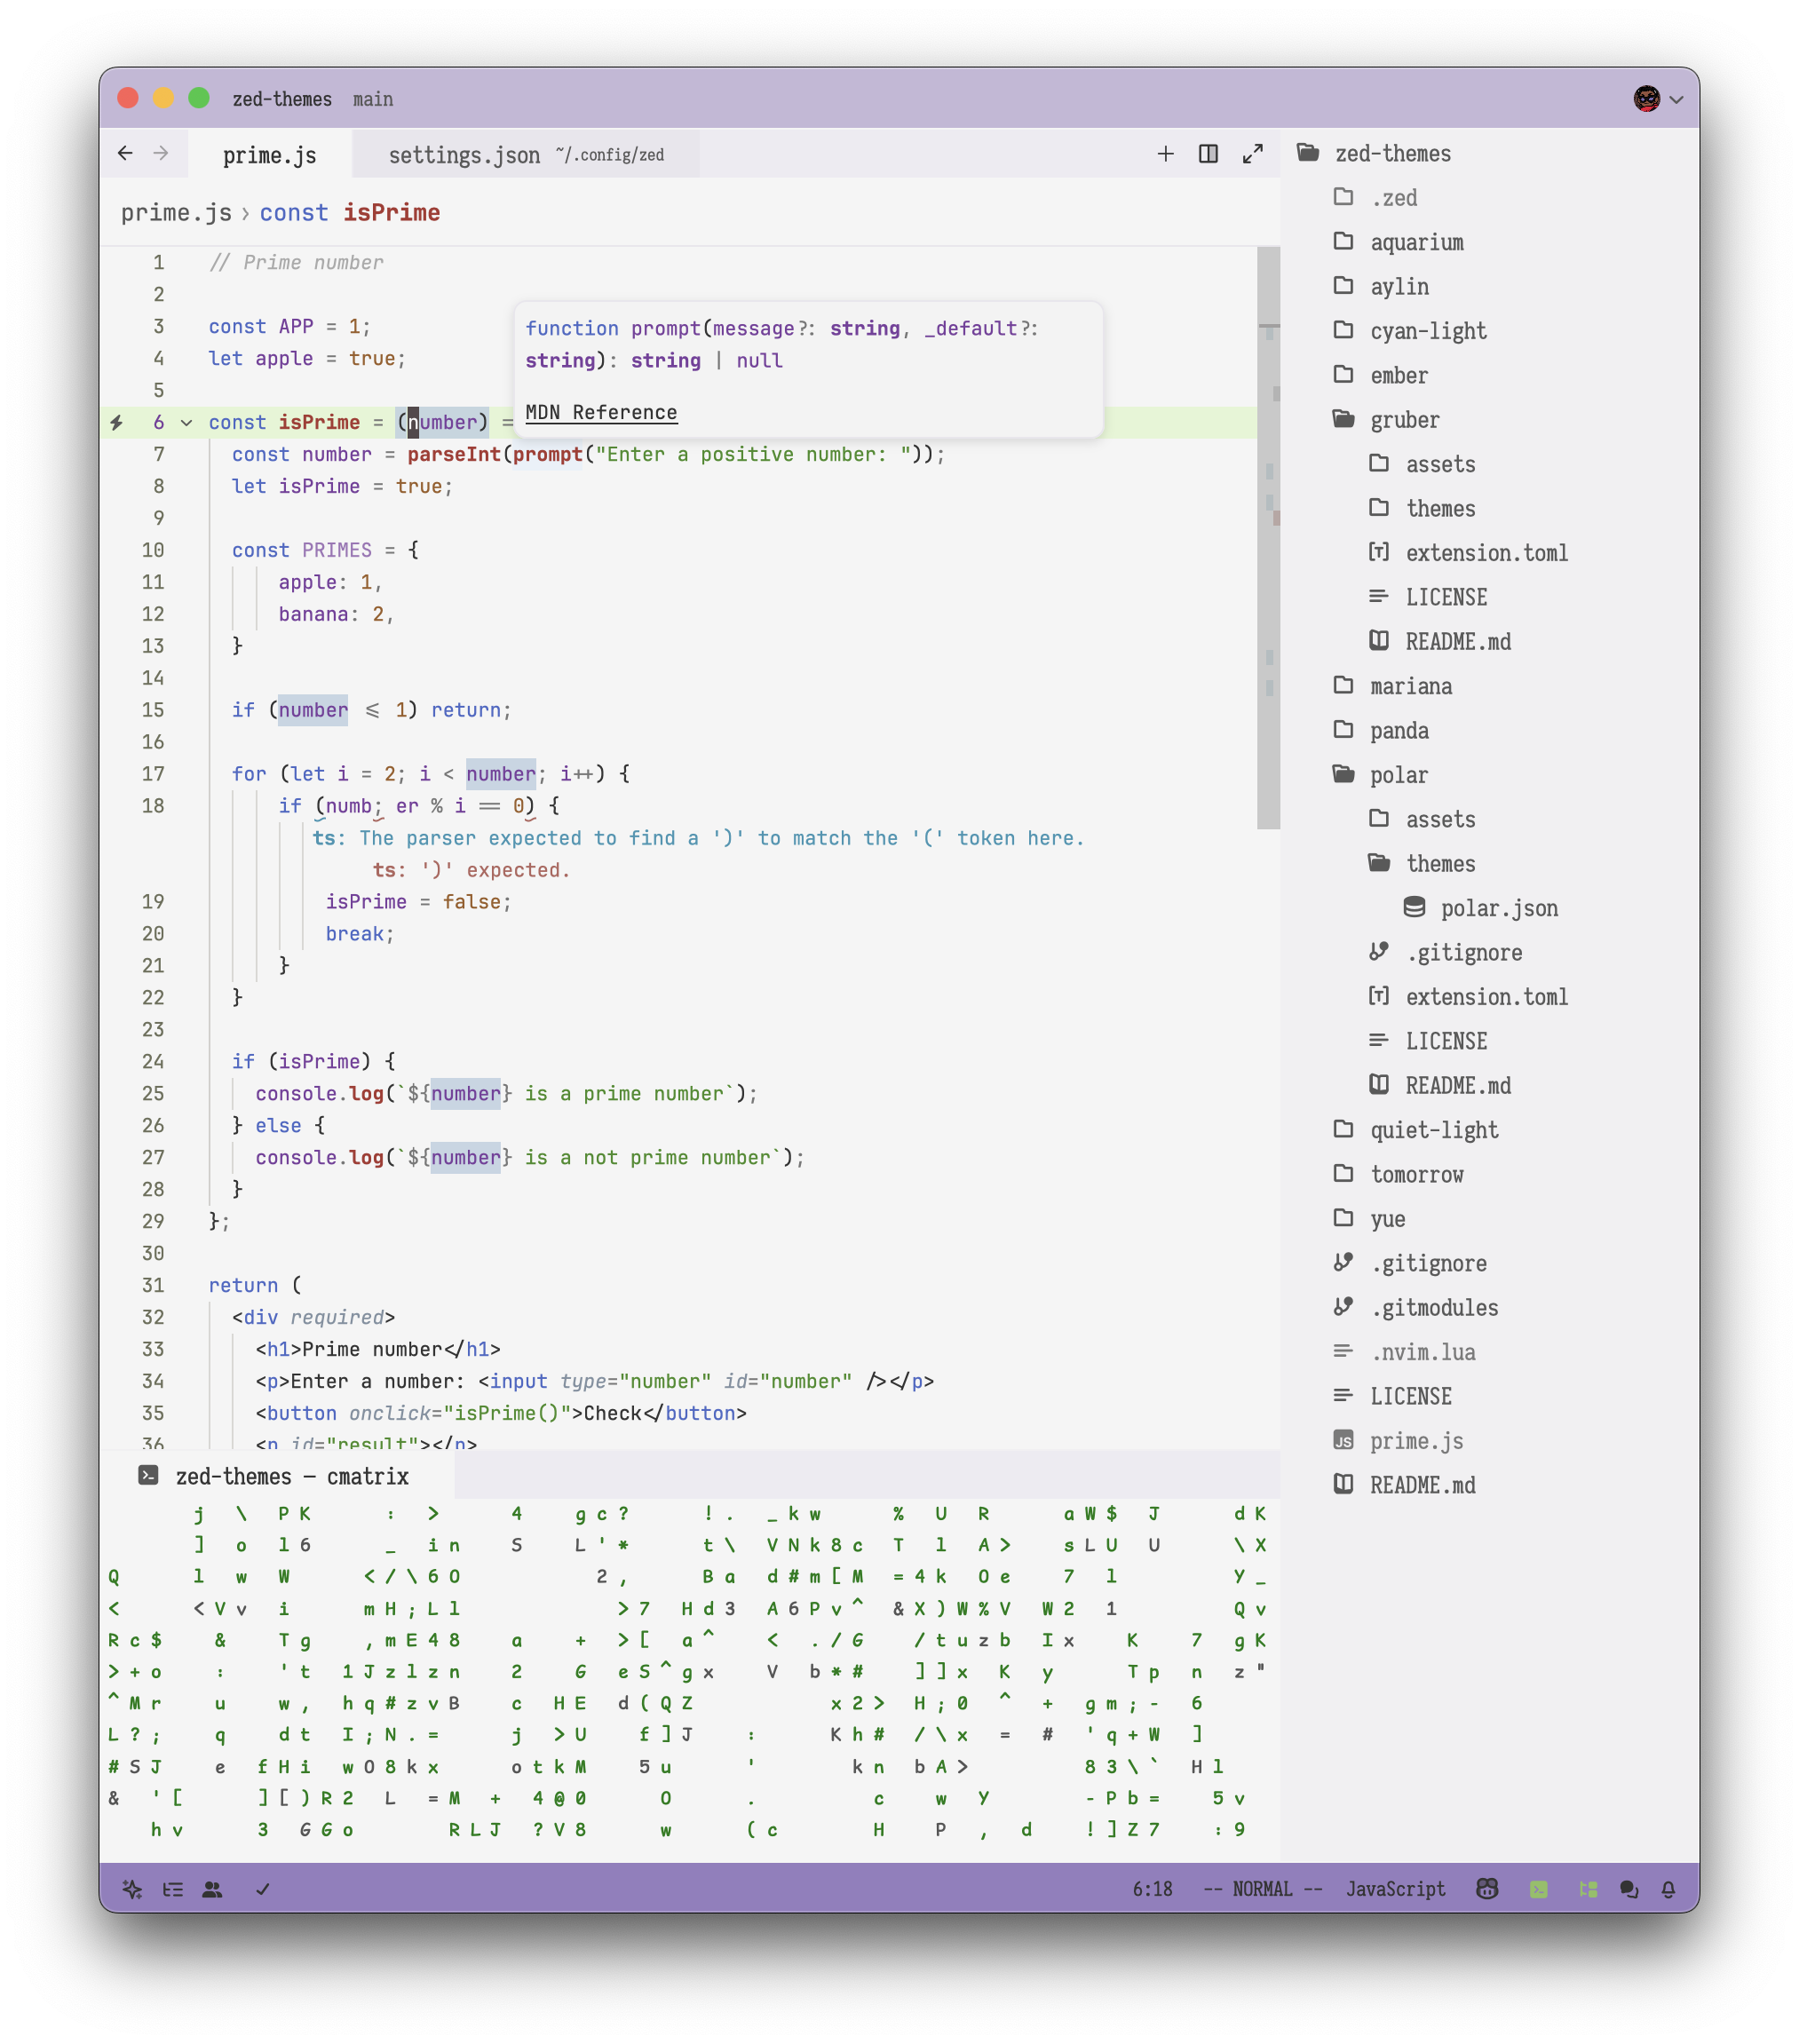 zed-themes main
prime.js settings.json ~/.config/zed
prime.js › const isPrime
1 // Prime number
2
3 const APP = 1;
4 let apple = true;
5
6 const isPrime = (number) =
7 const number = parseInt(prompt("Enter a positive number: "));
8 let isPrime = true;
9
10 const PRIMES = {
11 apple: 1,
12 banana: 2,
13 }
14
15 if (number <= 1) return;
16
17 for (let i = 2; i < number; i++) {
18 if (numb; er % i == 0) {
ts: The parser expected to find a ')' to match the '(' token here.
ts: ')' expected.
19 isPrime = false;
20 break;
21 }
22 }
23
24 if (isPrime) {
25 console.log(`${number} is a prime number`);
26 } else {
27 console.log(`${number} is a not prime number`);
28 }
29 };
30
31 return (
32 <div required>
33 <h1>Prime number</h1>
34 <p>Enter a number: <input type="number" id="number" /></p>
35 <button onclick="isPrime()">Check</button>
36 <p id="result"></p>
function prompt(message?: string, _default?:
string): string | null
MDN Reference
zed-themes — cmatrix
j \ P K : > 4 g c ? ! . _ k w % U R a W $ J d K
] o l 6 _ i n S L ' * t \ V N k 8 c T l A > s L U U \ X
Q l w W < / \ 6 O 2 , B a d # m [ M = 4 k O e 7 l Y _
< < V v i m H ; L l > 7 H d 3 A 6 P v ^ & X ) W % V W 2 1 Q v
R c $ & T g , m E 4 8 a + > [ a ^ < . / G / t u z b I x K 7 g K
> + o : ' t 1 J z l z n 2 G e S ^ g x V b * # ] ] x K y T p n z "
^ M r u w , h q # z v B c H E d ( Q Z x 2 > H ; 0 ^ + g m ; - 6
L ? ; q d t I ; N . = j > U f ] J : K h # / \ x = # ' q + W ]
# S J e f H i w O 8 k x o t k M 5 u ' k n b A > 8 3 \ ` H l
& ' [ ] [ ) R 2 L = M + 4 @ 0 O . c w Y - P b = 5 v
h v 3 G G o R L J ? V 8 w ( c H P , d ! ] Z 7 : 9
zed-themes
.zed
aquarium
aylin
cyan-light
ember
gruber
assets
themes
extension.toml
LICENSE
README.md
mariana
panda
polar
assets
themes
polar.json
.gitignore
extension.toml
LICENSE
README.md
quiet-light
tomorrow
yue
.gitignore
.gitmodules
.nvim.lua
LICENSE
JS prime.js
README.md
6:18 -- NORMAL -- JavaScript